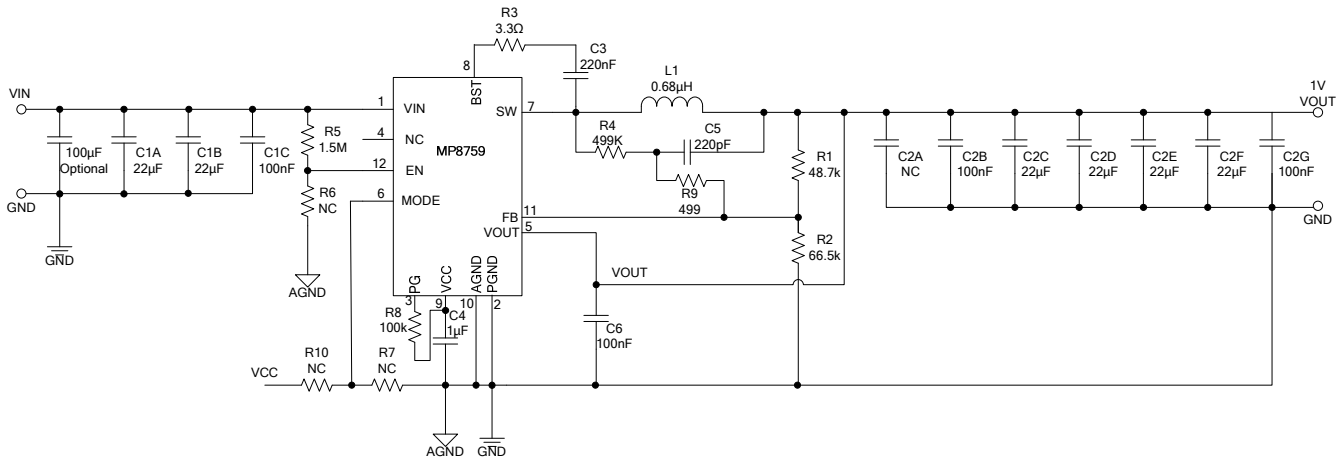 R3
3.3Ω
C3
220nF
8
BST
L1
0.68µH
VIN
1V
VOUT
1
VIN
SW
7
R5
1.5M
4
NC
MP8759
R4
499K
C5
220pF
100µF
Optional
C1A
22µF
C1B
22µF
C1C
100nF
12
EN
R1
48.7k
C2A
NC
C2B
100nF
C2C
22µF
C2D
22µF
C2E
22µF
C2F
22µF
C2G
100nF
R6
NC
6
MODE
R9
499
GND
FB
11
VOUT
5
GND
GND
R2
66.5k
AGND
PG
VCC
AGND
PGND
VOUT
3
9
10
2
R8
100k
C4
1µF
C6
100nF
R10
NC
R7
NC
VCC
AGND
GND